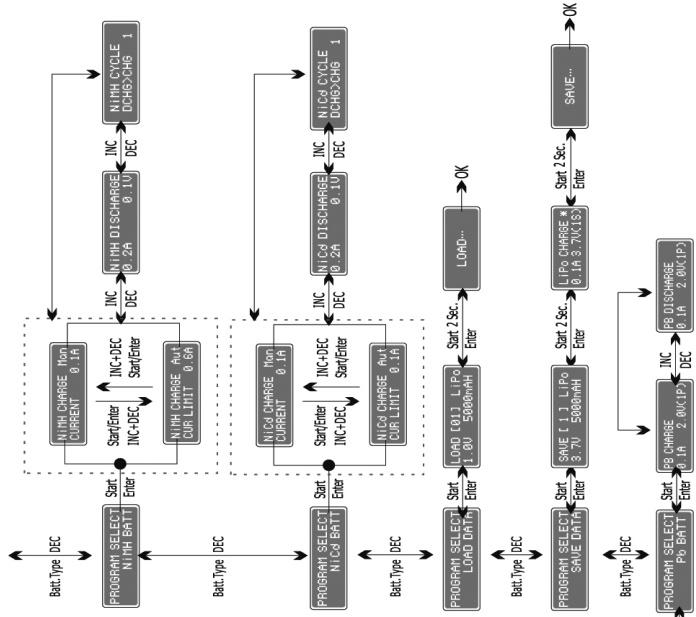 Batt.Type DEC
PROGRAM SELECT
NiMH BATT
Start
Enter
NiMH CHARGE Man
CURRENT 0.1A
Start/Enter
INC+DEC
INC+DEC
Start/Enter
NiMH CHARGE Aut
CUR LIMIT 0.6A
INC
DEC
NiMH DISCHARGE
0.2A 0.1V
INC
DEC
NiMH CYCLE
DCHG>CHG 1
Batt.Type DEC
PROGRAM SELECT
NiCd BATT
Start
Enter
NiCd CHARGE Man
CURRENT 0.1A
Start/Enter
INC+DEC
INC+DEC
Start/Enter
NiCd CHARGE Aut
CUR LIMIT 0.1A
INC
DEC
NiCd DISCHARGE
0.2A 0.1V
INC
DEC
NiCd CYCLE
DCHG>CHG 1
Batt.Type DEC
PROGRAM SELECT
LOAD DATA
Start
Enter
LOAD [01] LiPo
1.0V 5000mAH
Start 2 Sec.
Enter
LOAD...
OK
Batt.Type DEC
PROGRAM SELECT
SAVE DATA
Start
Enter
SAVE [ 1 ] LiPo
3.7V 5000mAH
Start 2 Sec.
Enter
LiPo CHARGE *
0.1A 3.7V(1S)
Start 2 Sec.
Enter
SAVE...
OK
Batt.Type DEC
PROGRAM SELECT
Pb BATT
Start
Enter
PB CHARGE
0.1A 2.0V(1P)
INC
DEC
PB DISCHARGE
0.1A 2.0V(1P)